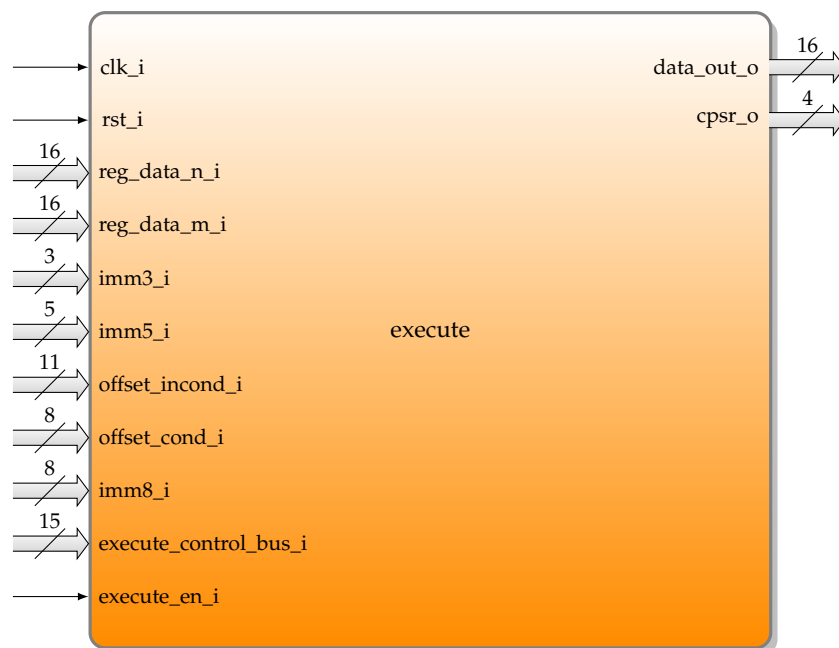 clk_i
rst_i
16
reg_data_n_i
16
reg_data_m_i
3
imm3_i
5
imm5_i
11
offset_incond_i
8
offset_cond_i
8
imm8_i
15
execute_control_bus_i
execute_en_i
execute
16
data_out_o
4
cpsr_o